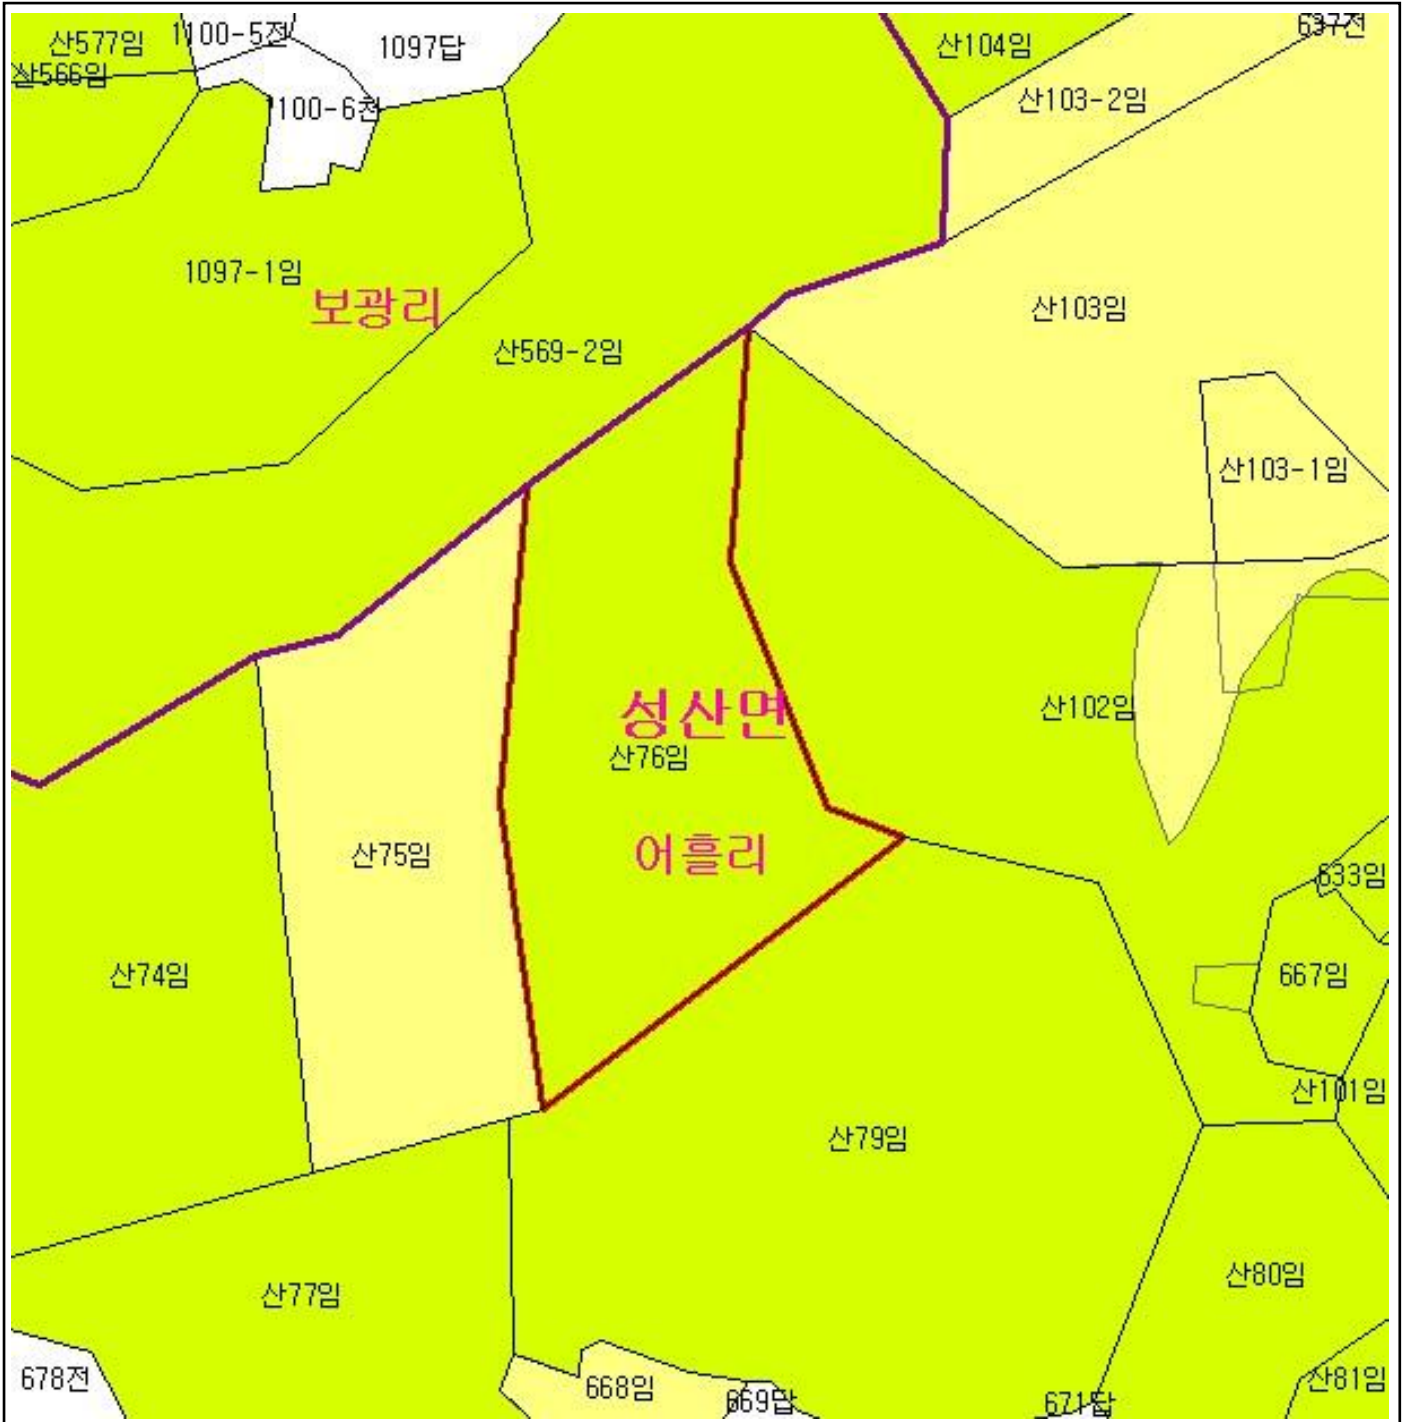 산577임
1100-5전
1097답
산104임
637전
산566임
100-6천
산103-2임
1097-1임
보광리
산103임
산569-2임
산103-1임
성산면
산102임
산76임
산75임
어흘리
633임
산74임
667임
산101임
산79임
산80임
산77임
678전
668임
669답
671답
산81임